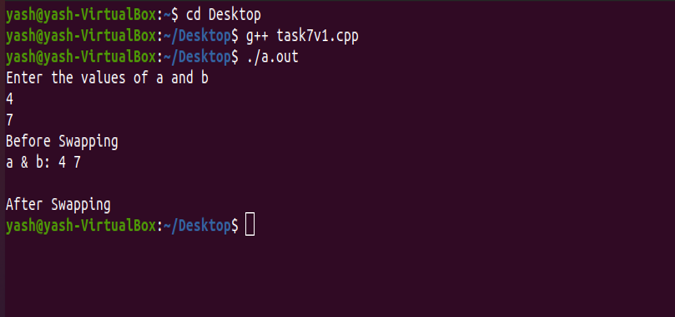 yash@yash-VirtualBox:~$ cd Desktop
yash@yash-VirtualBox:~/Desktop$ g++ task7v1.cpp
yash@yash-VirtualBox:~/Desktop$ ./a.out
Enter the values of a and b
4
7
Before Swapping
a & b: 4 7

After Swapping
yash@yash-VirtualBox:~/Desktop$